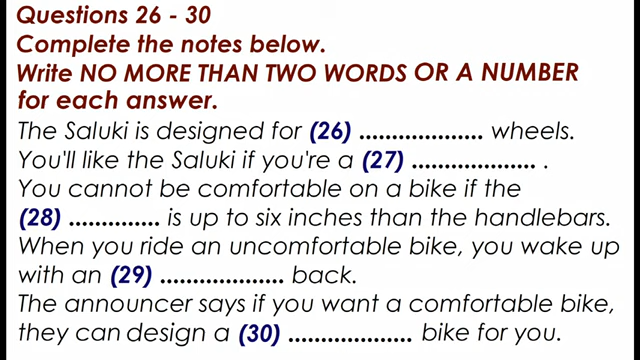 Questions 26 - 30
Complete the notes below.
Write NO MORE THAN TWO WORDS OR A NUMBER
for each answer.
The Saluki is designed for (26) ................... wheels.
You'll like the Saluki if you're a (27) ................... .
You cannot be comfortable on a bike if the
(28) .............. is up to six inches than the handlebars.
When you ride an uncomfortable bike, you wake up
with an (29) ................... back.
The announcer says if you want a comfortable bike,
they can design a (30) ................... bike for you.